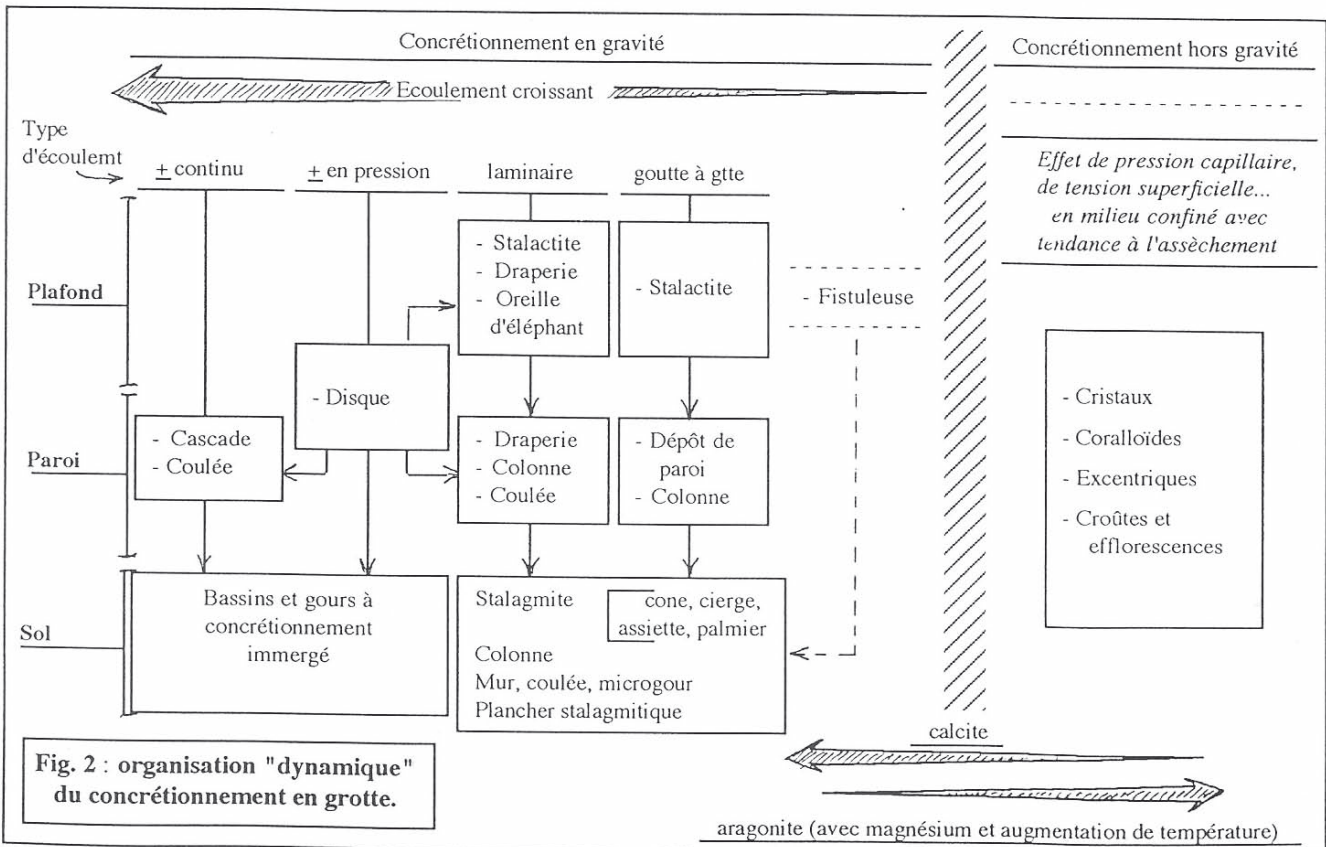 Concrétionnement en gravité
Concrétionnement hors gravité
Ecoulement croissant
Type
d'écoulemt
± continu
± en pression
laminaire
goutte à gtte
Effet de pression capillaire,
de tension superficielle...
en milieu confiné avec
tendance à l'assèchement
Plafond
- Stalactite
- Draperie
- Oreille
d'éléphant
- Stalactite
- Fistuleuse
- Disque
Paroi
- Cascade
- Coulée
- Draperie
- Colonne
- Coulée
- Dépôt de
paroi
- Colonne
- Cristaux
- Coralloïdes
- Excentriques
- Croûtes et
efflorescences
Sol
Bassins et gours à
concrétionnement
immergé
Stalagmite
cone, cierge,
assiette, palmier
Colonne
Mur, coulée, microgour
Plancher stalagmitique
calcite
Fig. 2 : organisation "dynamique"
du concrétionnement en grotte.
aragonite (avec magnésium et augmentation de température)